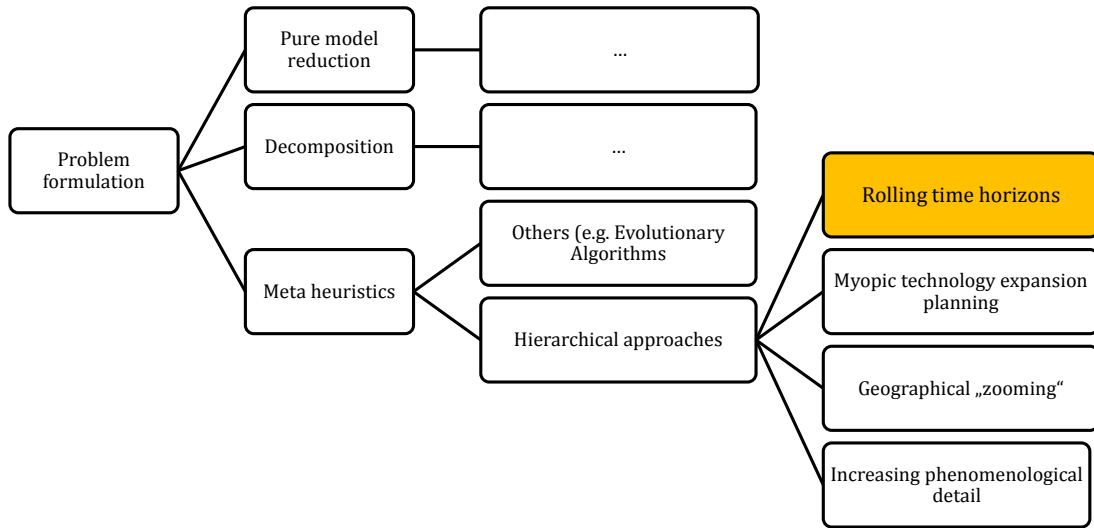 Pure model
reduction
...
Decomposition
...
Problem
formulation
Rolling time horizons
Others (e.g. Evolutionary
Algorithms
Myopic technology expansion
planning
Meta heuristics
Hierarchical approaches
Geographical „zooming“
Increasing phenomenological
detail